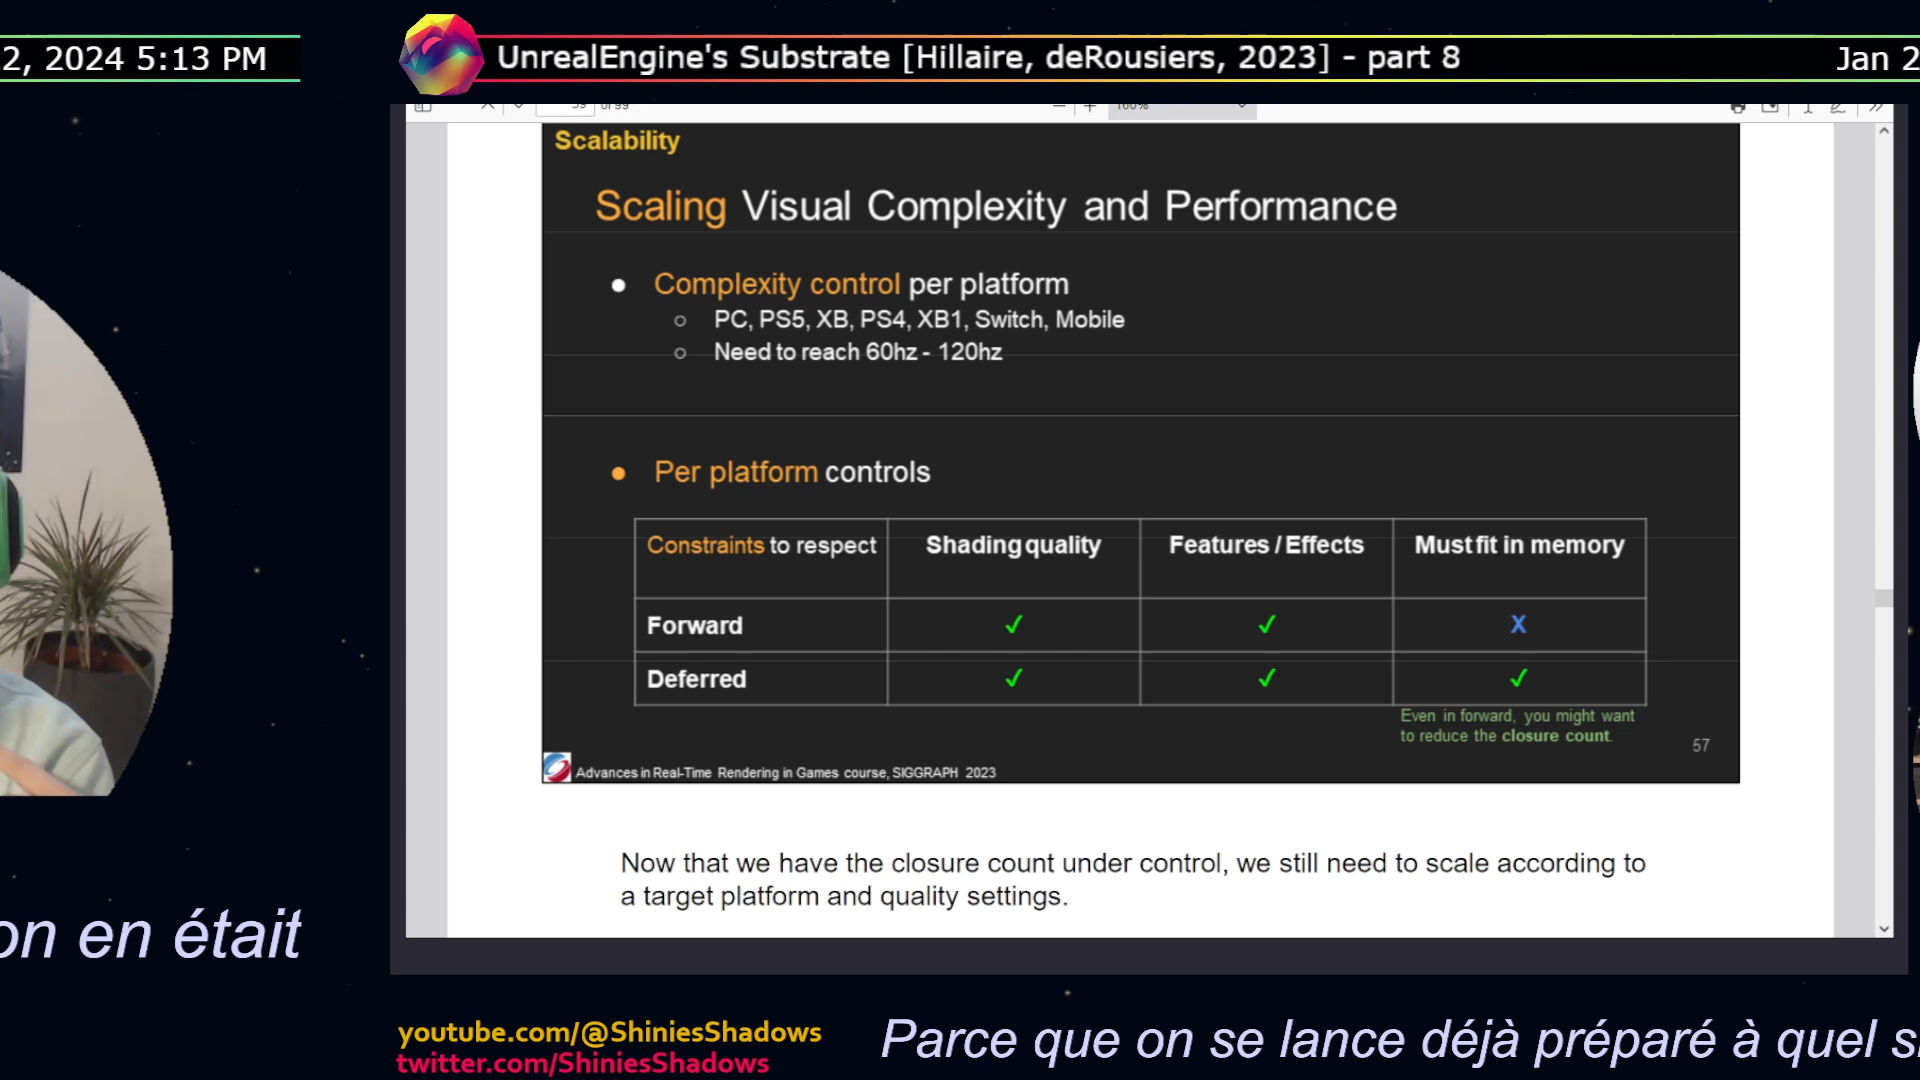 2, 2024 5:13 PM
UnrealEngine's Substrate [Hillaire, deRousiers, 2023] - part 8
Jan 2
59 of 99
160%
Scalability
Scaling Visual Complexity and Performance
● Complexity control per platform
○ PC, PS5, XB, PS4, XB1, Switch, Mobile
○ Need to reach 60hz - 120hz
● Per platform controls
Constraints to respect Shading quality Features / Effects Must fit in memory
Forward ✓ ✓ X
Deferred ✓ ✓ ✓
Even in forward, you might want
to reduce the closure count.
57
Advances in Real-Time Rendering in Games course, SIGGRAPH 2023
Now that we have the closure count under control, we still need to scale according to
a target platform and quality settings.
on en était
youtube.com/@ShiniesShadows
twitter.com/ShiniesShadows
Parce que on se lance déjà préparé à quel